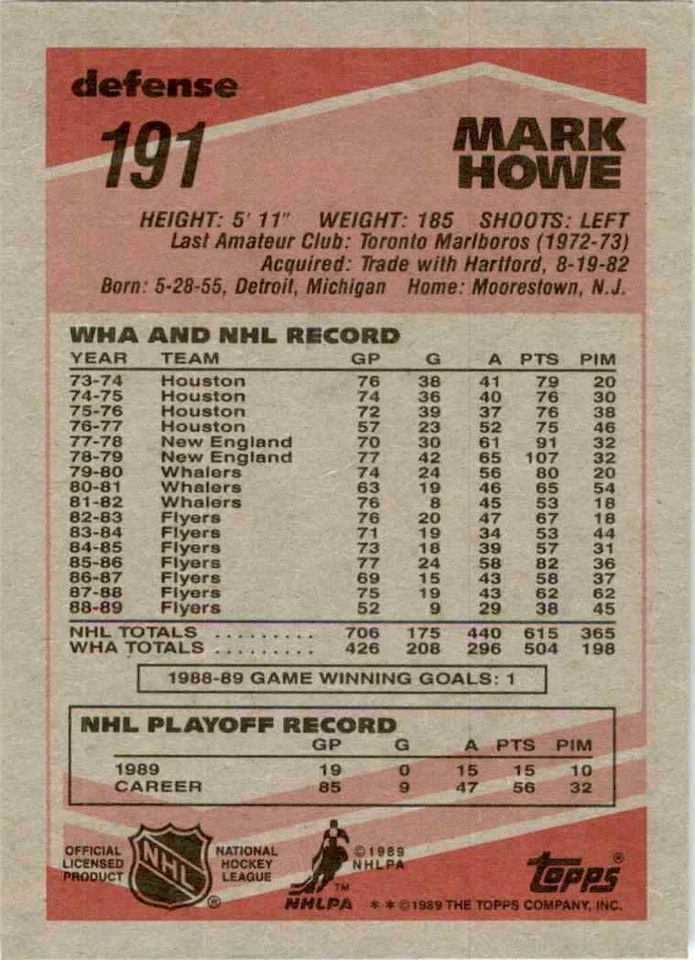 defense
191
MARK
HOWE
HEIGHT: 5' 11" WEIGHT: 185 SHOOTS: LEFT
Last Amateur Club: Toronto Marlboros (1972-73)
Acquired: Trade with Hartford, 8-19-82
Born: 5-28-55, Detroit, Michigan Home: Moorestown, N.J.
WHA AND NHL RECORD
YEAR TEAM GP G A PTS PIM
73-74 Houston 76 38 41 79 20
74-75 Houston 74 36 40 76 30
75-76 Houston 72 39 37 76 38
76-77 Houston 57 23 52 75 46
77-78 New England 70 30 61 91 32
78-79 New England 77 42 65 107 32
79-80 Whalers 74 24 56 80 20
80-81 Whalers 63 19 46 65 54
81-82 Whalers 76 8 45 53 18
82-83 Flyers 76 20 47 67 18
83-84 Flyers 71 19 34 53 44
84-85 Flyers 73 18 39 57 31
85-86 Flyers 77 24 58 82 36
86-87 Flyers 69 15 43 58 37
87-88 Flyers 75 19 43 62 62
88-89 Flyers 52 9 29 38 45
NHL TOTALS ......... 706 175 440 615 365
WHA TOTALS ......... 426 208 296 504 198
1988-89 GAME WINNING GOALS: 1
NHL PLAYOFF RECORD
GP G A PTS PIM
1989 19 0 15 15 10
CAREER 85 9 47 56 32
OFFICIAL
LICENSED
PRODUCT
NHL
®
NATIONAL
HOCKEY
LEAGUE
©1989
NHLPA
TM
NHLPA
Topps®
* * ©1989 THE TOPPS COMPANY, INC.